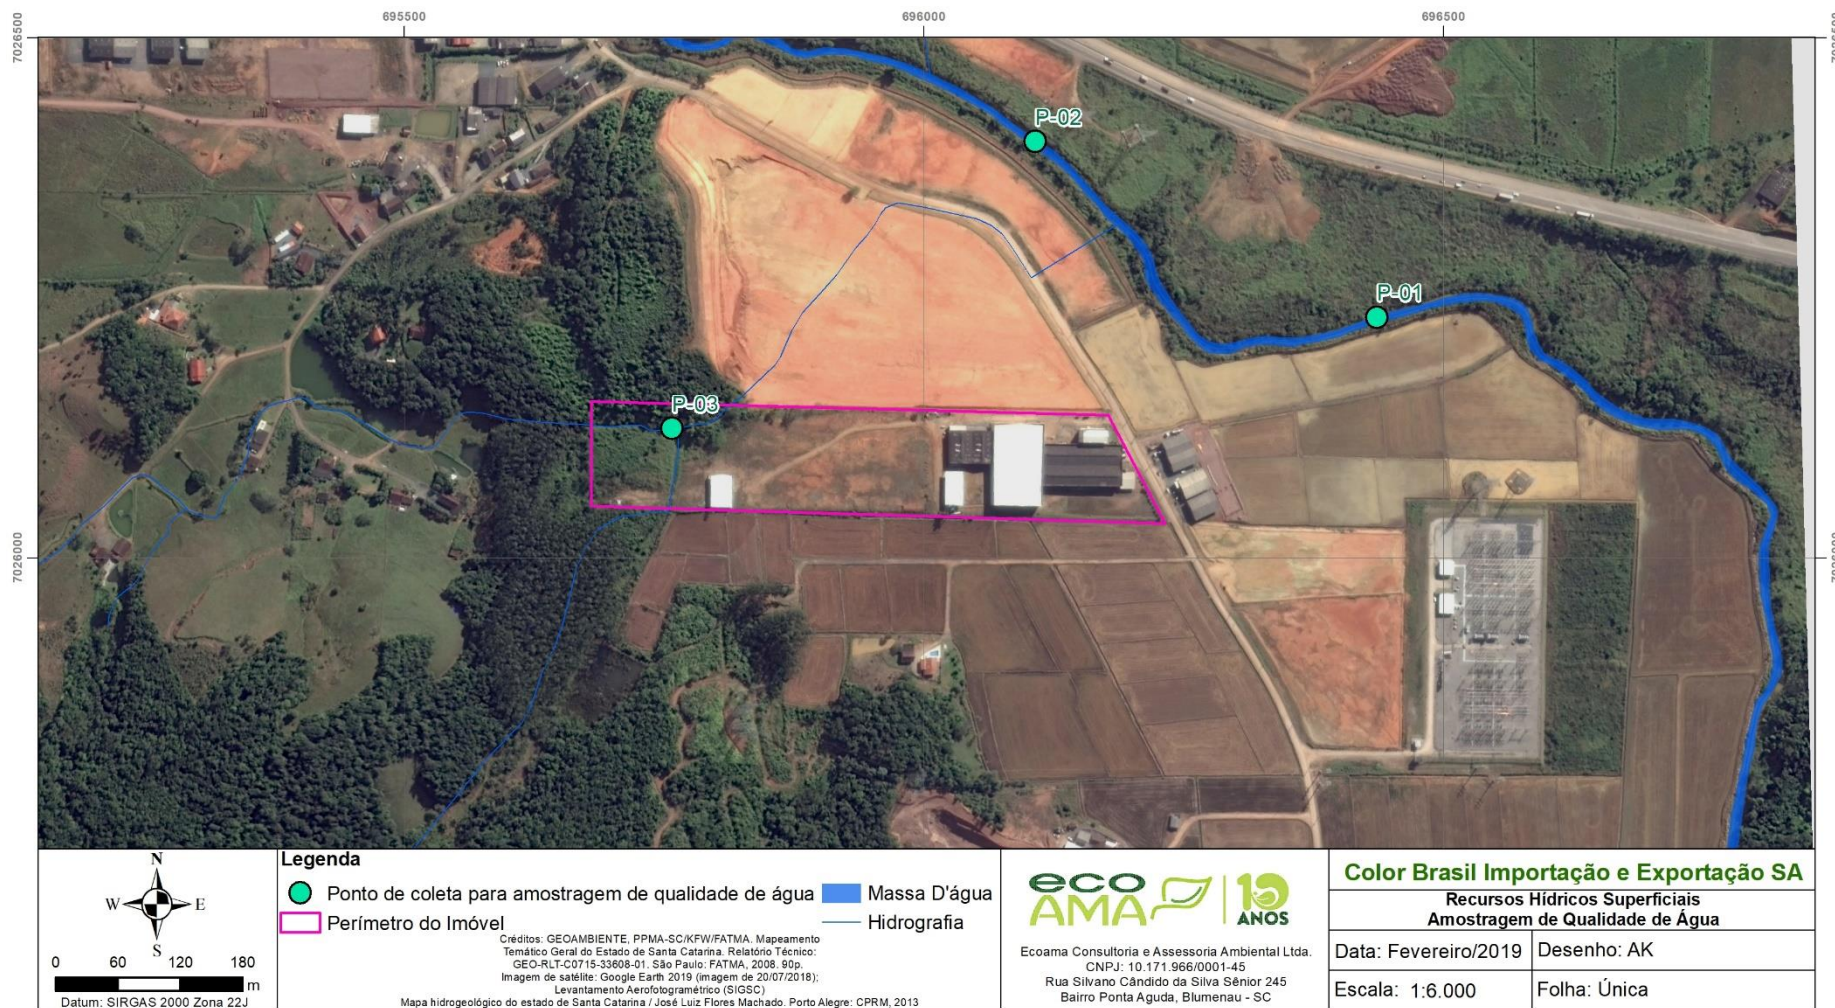 695500
696000
696500
7026500
7026500
P-02
P-01
P-03
7026000
7026000
N
W
E
S
0 60 120 180
m
Datum: SIRGAS 2000 Zona 22J
Legenda
Ponto de coleta para amostragem de qualidade de água
Massa D'água
Perímetro do Imóvel
Hidrografia
Créditos: GEOAMBIENTE, PPMA-SC/KFW/FATMA. Mapeamento
Temático Geral do Estado de Santa Catarina. Relatório Técnico:
GEO-RLT-C0715-33608-01. São Paulo: FATMA, 2008. 90p.
Imagem de satélite: Google Earth 2019 (imagem de 20/07/2018);
Levantamento Aerofotogramétrico (SIGSC)
Mapa hidrogeológico do estado de Santa Catarina / José Luiz Flores Machado. Porto Alegre: CPRM, 2013
eco
AMA
10
ANOS
Ecoama Consultoria e Assessoria Ambiental Ltda.
CNPJ: 10.171.966/0001-45
Rua Silvano Cândido da Silva Sênior 245
Bairro Ponta Aguda, Blumenau - SC
Color Brasil Importação e Exportação SA
Recursos Hídricos Superficiais
Amostragem de Qualidade de Água
Data: Fevereiro/2019
Desenho: AK
Escala: 1:6.000
Folha: Única